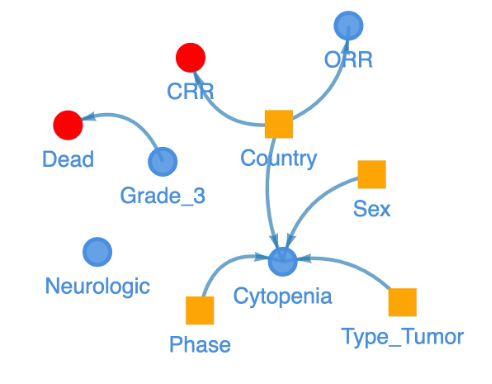 ORR
CRR
Dead
Country
Grade_3
Sex
Neurologic
Cytopenia
Phase
Type_Tumor